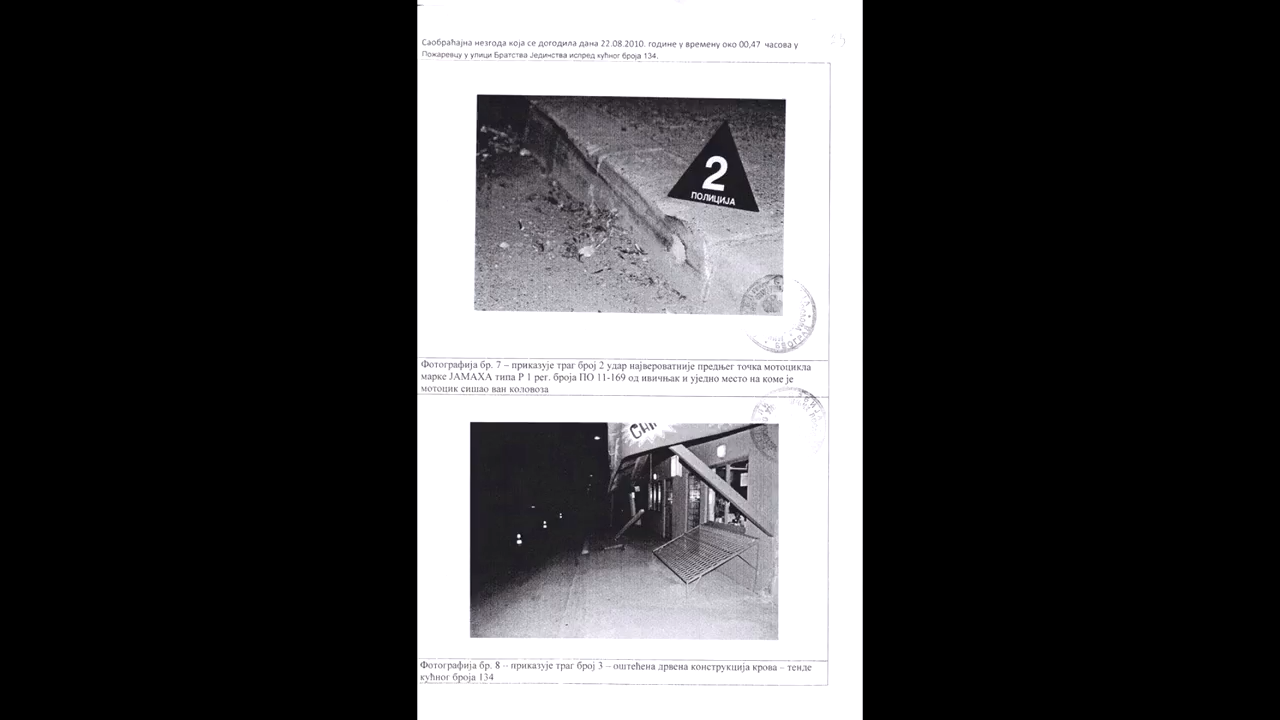 Саобраћајна незгода која се догодила дана 22.08.2010. године у времену око 00,47 часова у
Пожаревцу у улици Братства Јединства испред кућног броја 134.
2
ПОЛИЦИЈА
БЕОГРАД
Фотографија бр. 7 – приказује траг број 2 удар највероватније предњег точка мотоцикла
марке ЈАМАХА типа Р 1 рег. броја ПО 11-169 од ивичњак и уједно место на коме је
мотоцик сишао ван коловоза
Фотографија бр. 8 – приказује траг број 3 – оштећена дрвена конструкција крова – тенде
кућног броја 134